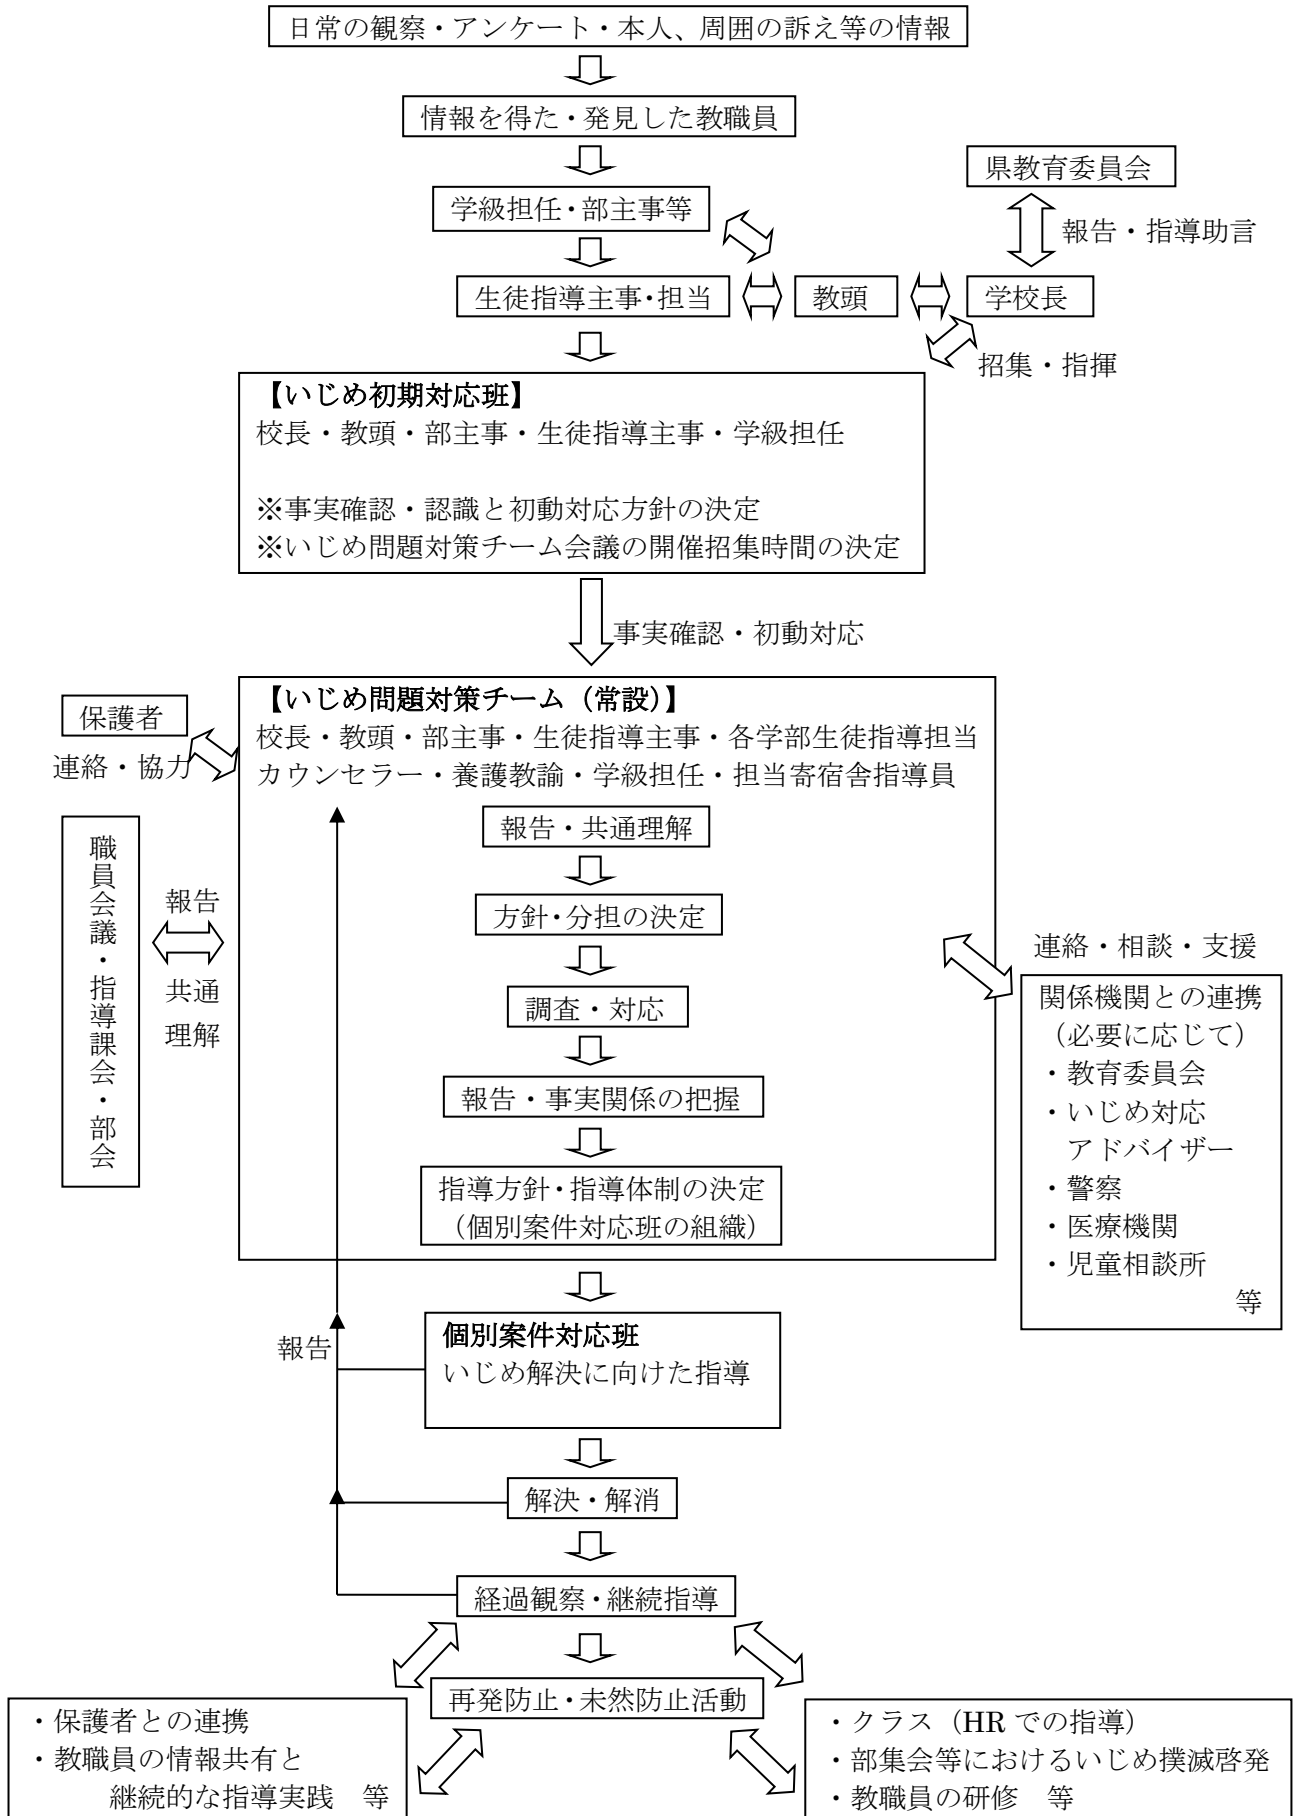 日常の観察・アンケート・本人、周囲の訴え等の情報
情報を得た・発見した教職員
県教育委員会
学級担任・部主事等
報告・指導助言
生徒指導主事・担当
教頭
学校長
招集・指揮
【いじめ初期対応班】
校長・教頭・部主事・生徒指導主事・学級担任
※事実確認・認識と初動対応方針の決定
※いじめ問題対策チーム会議の開催招集時間の決定
事実確認・初動対応
【いじめ問題対策チーム（常設）】
校長・教頭・部主事・生徒指導主事・各学部生徒指導担当
カウンセラー・養護教諭・学級担任・担当寄宿舎指導員
保護者
連絡・協力
職員会議・指導課会・部会
報告
共通
理解
報告・共通理解
方針・分担の決定
調査・対応
報告・事実関係の把握
指導方針・指導体制の決定
（個別案件対応班の組織）
連絡・相談・支援
関係機関との連携
（必要に応じて）
・教育委員会
・いじめ対応
アドバイザー
・警察
・医療機関
・児童相談所
等
報告
個別案件対応班
いじめ解決に向けた指導
解決・解消
経過観察・継続指導
再発防止・未然防止活動
・保護者との連携
・教職員の情報共有と
継続的な指導実践　等
・クラス（HR での指導）
・部集会等におけるいじめ撲滅啓発
・教職員の研修　等